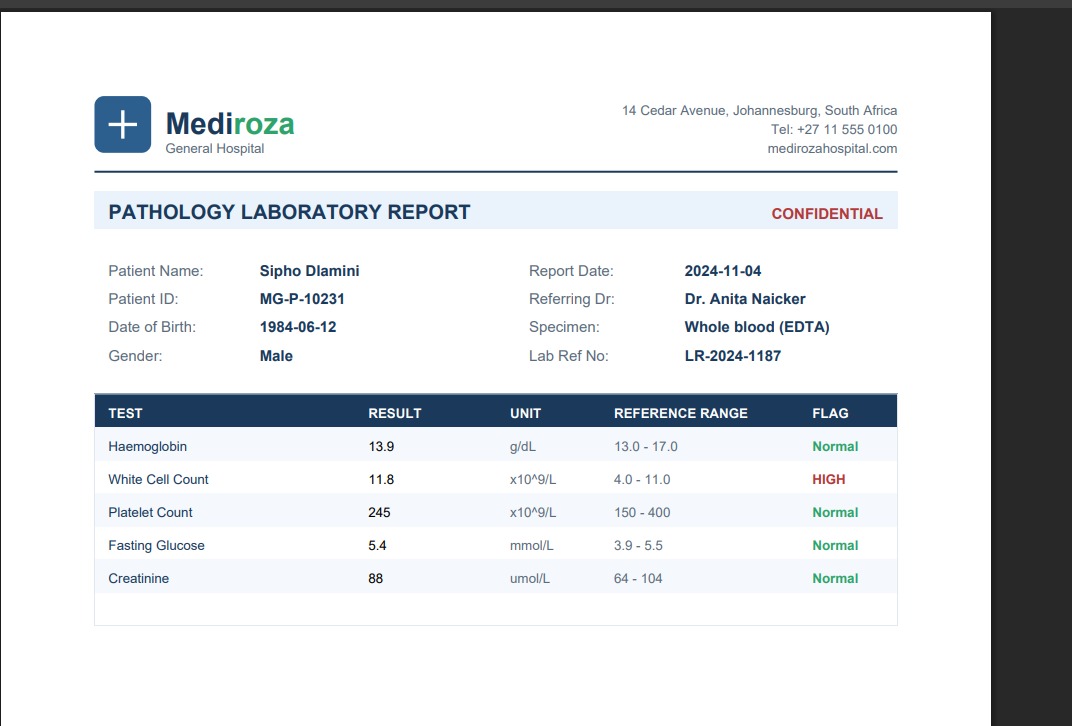 Mediroza
General Hospital
14 Cedar Avenue, Johannesburg, South Africa
Tel: +27 11 555 0100
medirozahospital.com
PATHOLOGY LABORATORY REPORT CONFIDENTIAL
Patient Name: Sipho Dlamini Report Date: 2024-11-04
Patient ID: MG-P-10231 Referring Dr: Dr. Anita Naicker
Date of Birth: 1984-06-12 Specimen: Whole blood (EDTA)
Gender: Male Lab Ref No: LR-2024-1187
TEST RESULT UNIT REFERENCE RANGE FLAG
Haemoglobin 13.9 g/dL 13.0 - 17.0 Normal
White Cell Count 11.8 x10^9/L 4.0 - 11.0 HIGH
Platelet Count 245 x10^9/L 150 - 400 Normal
Fasting Glucose 5.4 mmol/L 3.9 - 5.5 Normal
Creatinine 88 umol/L 64 - 104 Normal